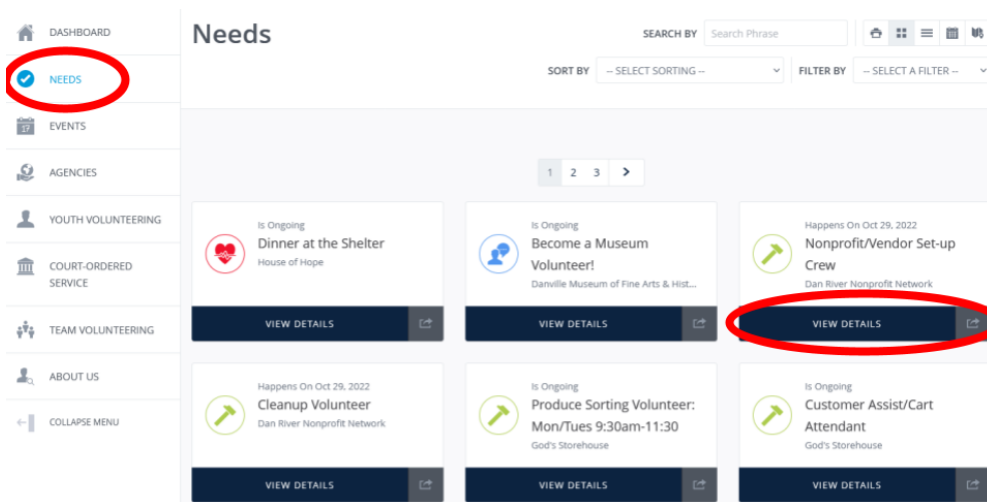 DASHBOARD
NEEDS
EVENTS
AGENCIES
YOUTH VOLUNTEERING
COURT-ORDERED
SERVICE
TEAM VOLUNTEERING
ABOUT US
COLLAPSE MENU
Needs
SEARCH BY Search Phrase
SORT BY -- SELECT SORTING -- FILTER BY -- SELECT A FILTER --
1 2 3 >
Is Ongoing
Dinner at the Shelter
House of Hope
VIEW DETAILS
Is Ongoing
Become a Museum
Volunteer!
Danville Museum of Fine Arts & Hist...
VIEW DETAILS
Happens On Oct 29, 2022
Nonprofit/Vendor Set-up
Crew
Dan River Nonprofit Network
VIEW DETAILS
Happens On Oct 29, 2022
Cleanup Volunteer
Dan River Nonprofit Network
VIEW DETAILS
Is Ongoing
Produce Sorting Volunteer:
Mon/Tues 9:30am-11:30
God's Storehouse
VIEW DETAILS
Is Ongoing
Customer Assist/Cart
Attendant
God's Storehouse
VIEW DETAILS